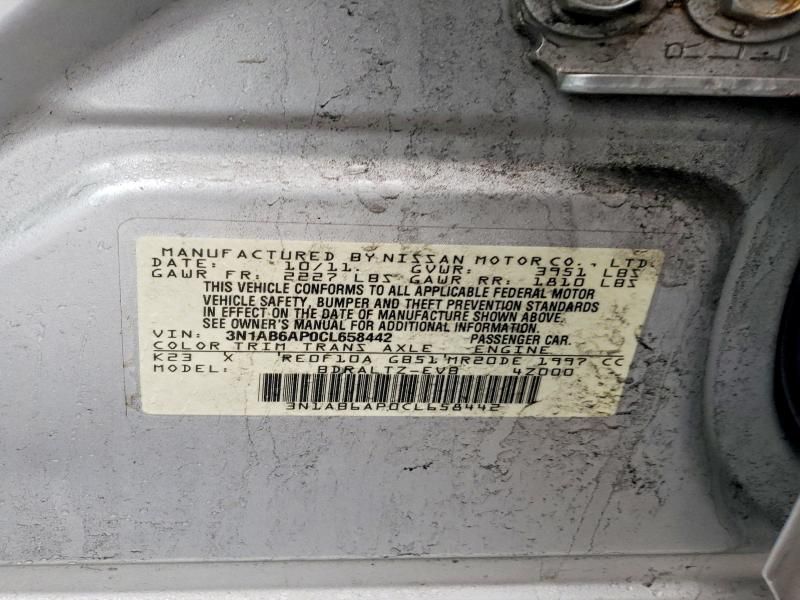 R L H
MANUFACTURED BY NISSAN MOTOR CO., LTD.
DATE: 10/11. GVWR: 3951 LBS
GAWR FR: 2227 LBS GAWR RR: 1810 LBS
THIS VEHICLE CONFORMS TO ALL APPLICABLE FEDERAL MOTOR
VEHICLE SAFETY, BUMPER AND THEFT PREVENTION STANDARDS
IN EFFECT ON THE DATE OF MANUFACTURE SHOWN ABOVE.
SEE OWNER'S MANUAL FOR ADDITIONAL INFORMATION.
VIN: 3N1AB6AP0CL658442 PASSENGER CAR.
COLOR TRIM TRANS AXLE ENGINE
K23 X RE0F10A GB51 MR20DE 1997 CC
MODEL: BDRALTZ-EVB 4Z000
3N1AB6AP0CL658442